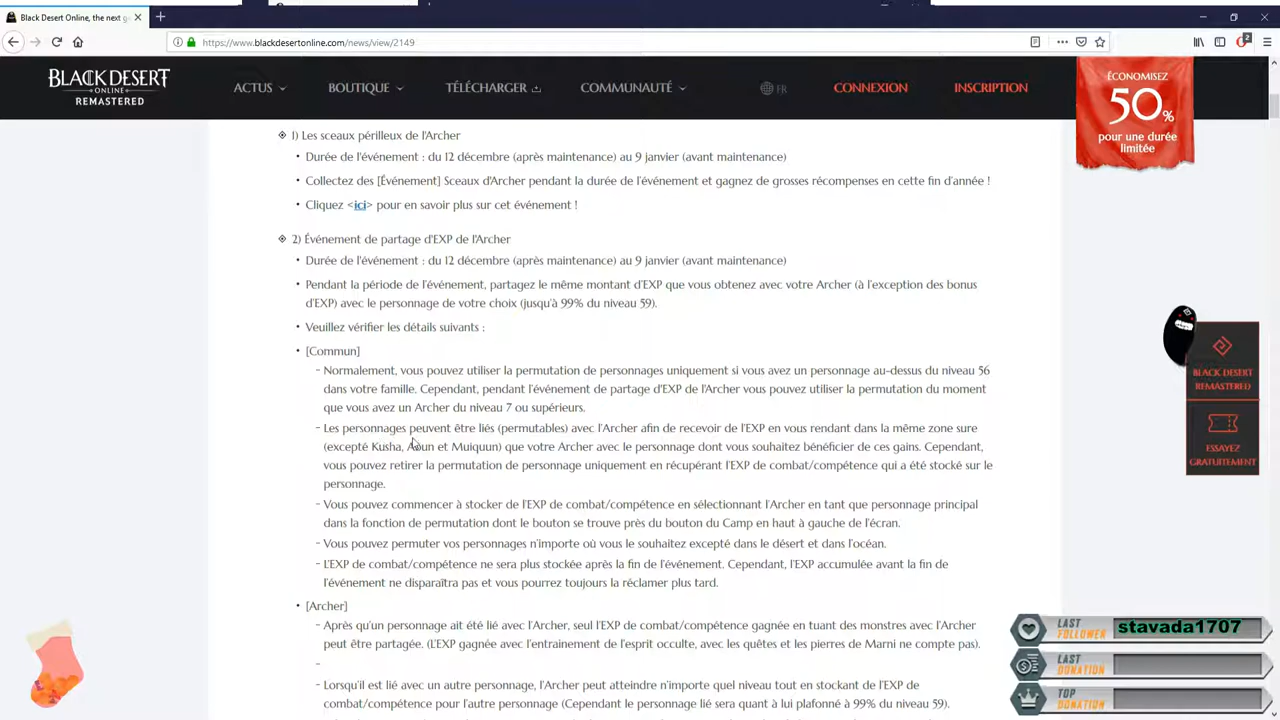 Black Desert Online, the next ge
https://www.blackdesertonline.com/news/view/2149
2
BLACK DESERT
ONLINE
REMASTERED
ACTUS
BOUTIQUE
TÉLÉCHARGER
COMMUNAUTÉ
FR
CONNEXION
INSCRIPTION
ÉCONOMISEZ
50%
pour une durée
limitée
1) Les sceaux périlleux de l'Archer
• Durée de l'événement : du 12 décembre (après maintenance) au 9 janvier (avant maintenance)
• Collectez des [Événement] Sceaux d'Archer pendant la durée de l'événement et gagnez de grosses récompenses en cette fin d'année !
• Cliquez <ici> pour en savoir plus sur cet événement !
2) Événement de partage d'EXP de l'Archer
• Durée de l'événement : du 12 décembre (après maintenance) au 9 janvier (avant maintenance)
• Pendant la période de l'événement, partagez le même montant d'EXP que vous obtenez avec votre Archer (à l'exception des bonus
d'EXP) avec le personnage de votre choix (jusqu'à 99% du niveau 59).
• Veuillez vérifier les détails suivants :
• [Commun]
- Normalement, vous pouvez utiliser la permutation de personnages uniquement si vous avez un personnage au-dessus du niveau 56
dans votre famille. Cependant, pendent l'événement de partage d'EXP de l'Archer vous pouvez utiliser la permutation du moment
que vous avez un Archer du niveau 7 ou supérieurs.
- Les personnages peuvent être liés (permutables) avec l'Archer afin de recevoir de l'EXP en vous rendant dans la même zone sure
(excepté Kusha, Aoun et Muiquun) que votre Archer avec le personnage dont vous souhaitez bénéficier de ces gains. Cependant,
vous pouvez retirer la permutation de personnage uniquement en récupérant l'EXP de combat/compétence qui a été stocké sur le
personnage.
- Vous pouvez commencer à stocker de l'EXP de combat/compétence en sélectionnant l'Archer en tant que personnage principal
dans la fonction de permutation dont le bouton se trouve près du bouton du Camp en haut à gauche de l'écran.
- Vous pouvez permuter vos personnages n'importe où vous le souhaitez excepté dans le désert et dans l'océan.
- L'EXP de combat/compétence ne sera plus stockée après la fin de l'événement. Cependant, l'EXP accumulée avant la fin de
l'événement ne disparaîtra pas et vous pourrez toujours la réclamer plus tard.
• [Archer]
- Après qu'un personnage ait été lié avec l'Archer, seul l'EXP de combat/compétence gagnée en tuant des monstres avec l'Archer
peut être partagée. (L'EXP gagnée avec l'entrainement de l'esprit occulte, avec les quêtes et les pierres de Marni ne compte pas).
-
- Lorsqu'il est lié avec un autre personnage, l'Archer peut atteindre n'importe quel niveau tout en stockant de l'EXP de
combat/compétence pour l'autre personnage (Cependant le personnage lié sera quant à lui plafonné à 99% du niveau 59).
BLACK DESERT
REMASTERED
ESSAYEZ
GRATUITEMENT
LAST
FOLLOWER
stavada1707
LAST
DONATION
TOP
DONATION